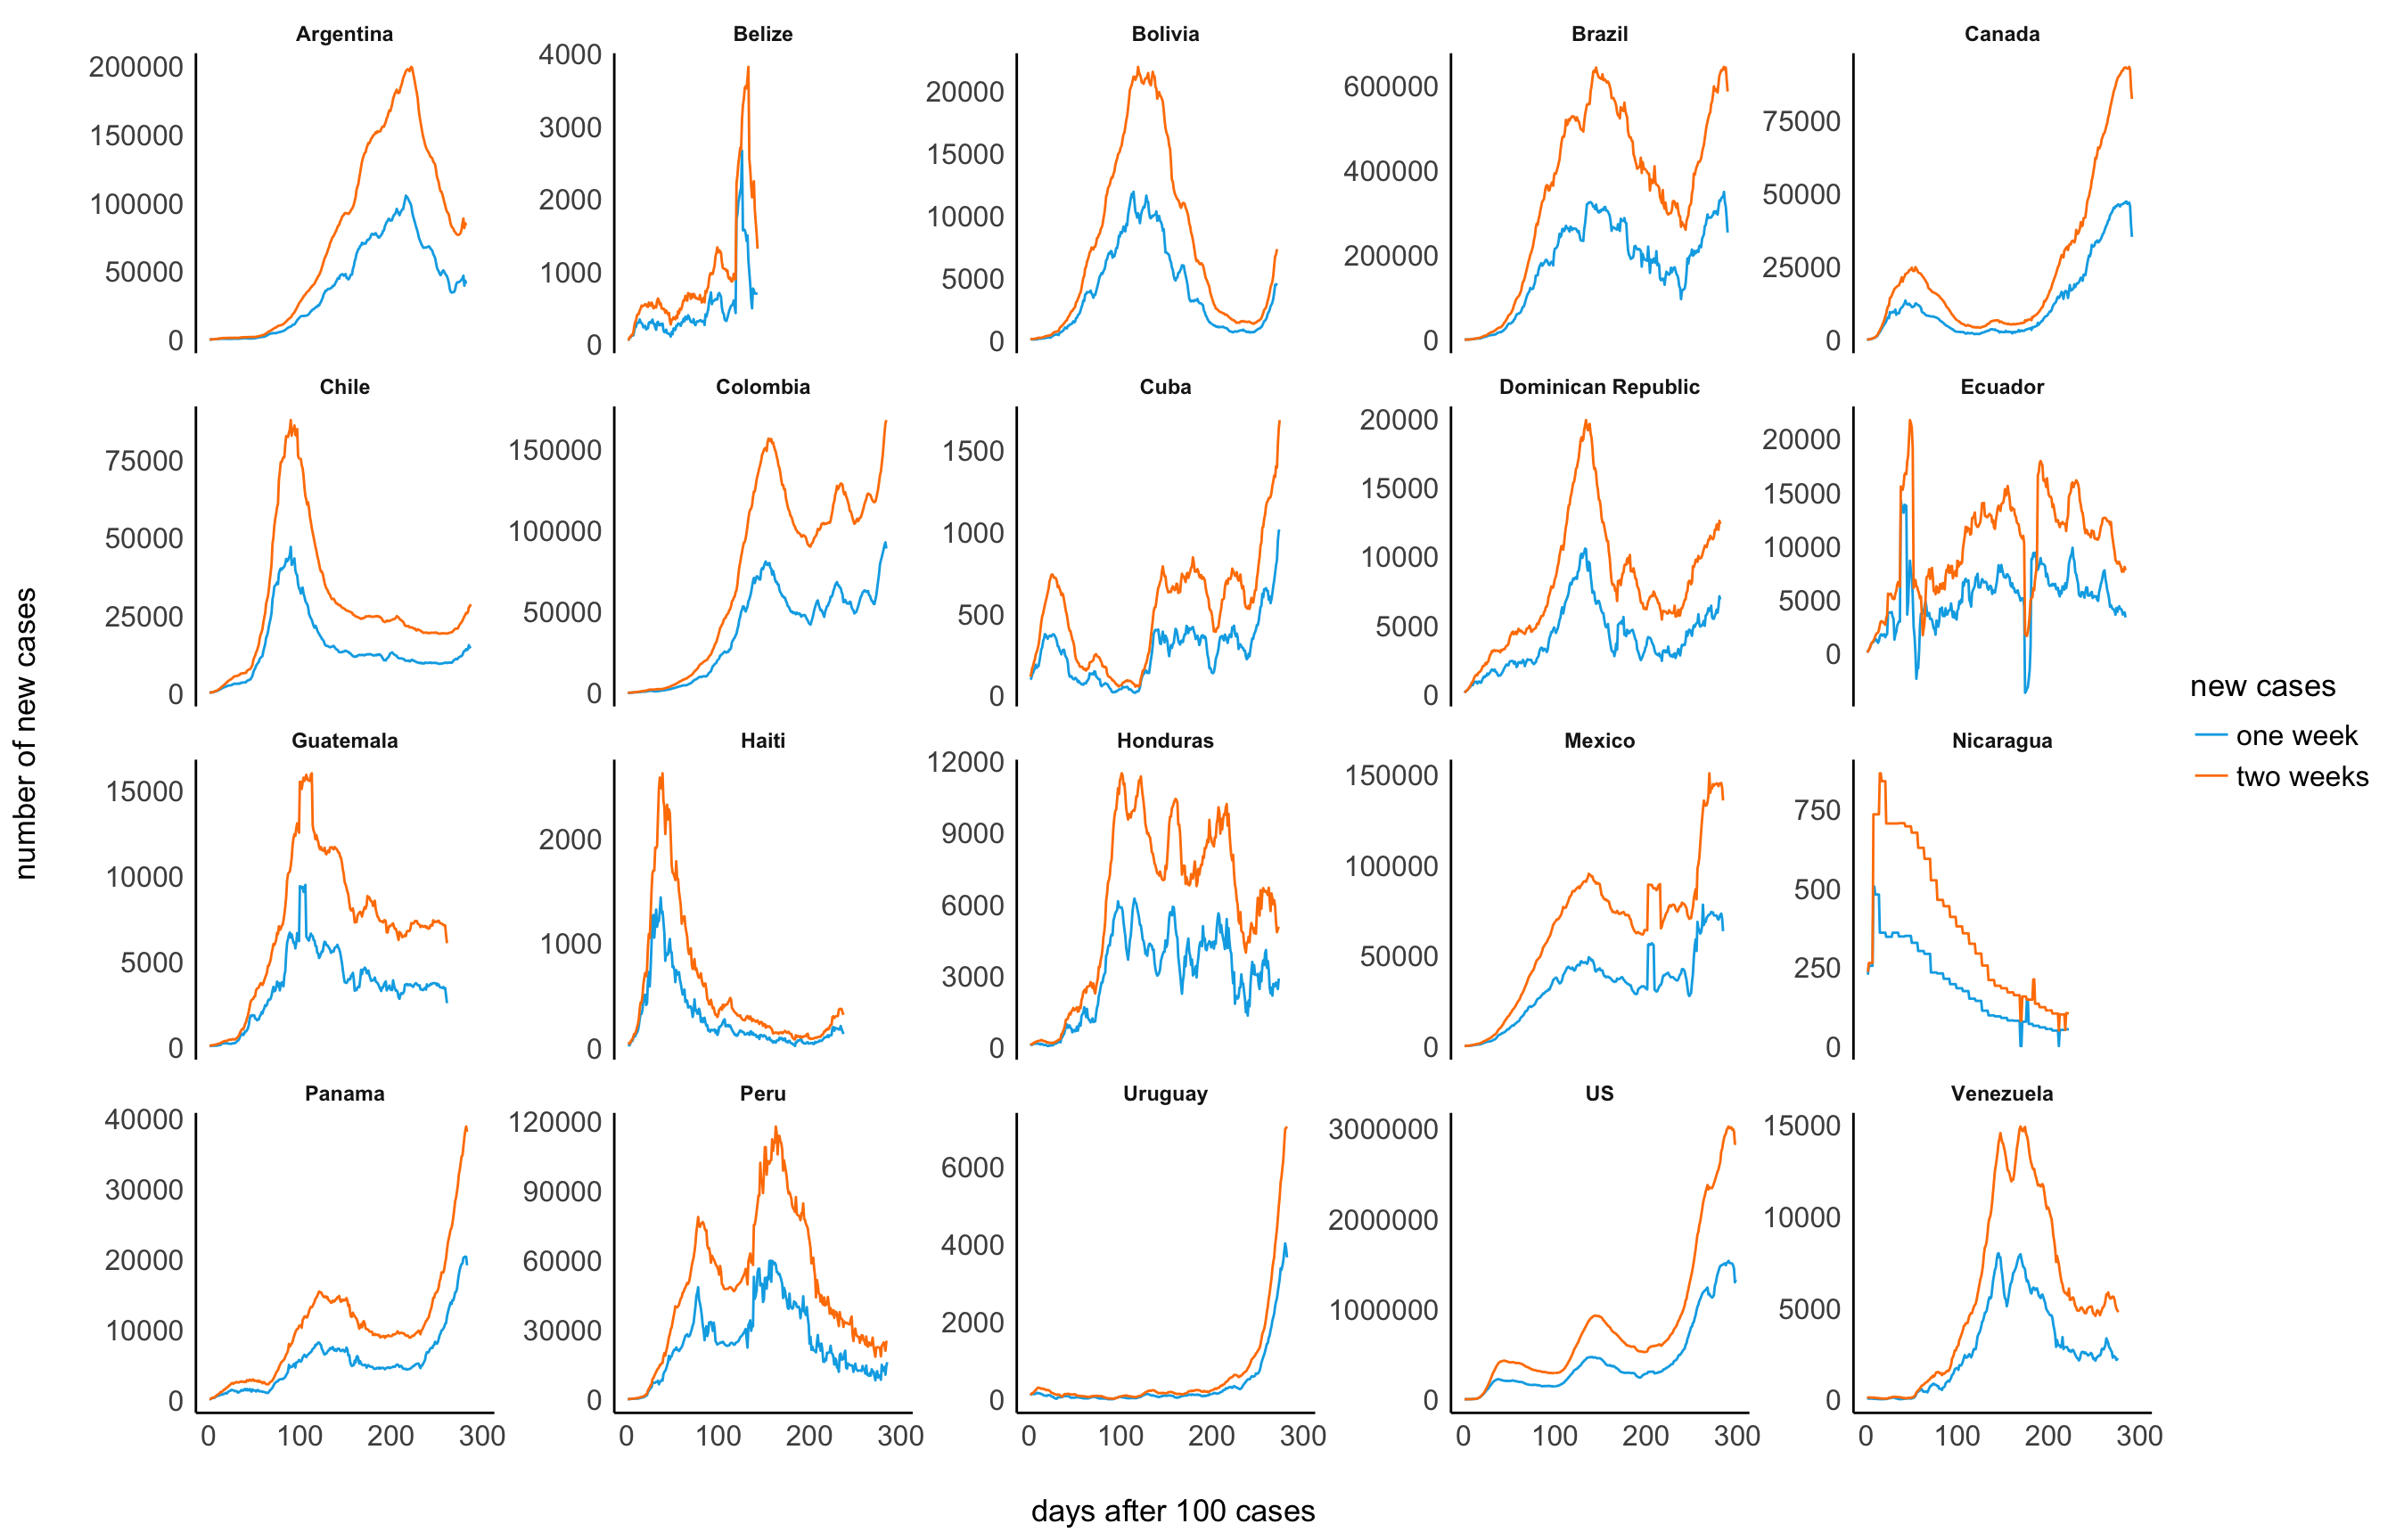 Argentina
Belize
Bolivia
Brazil
Canada
200000
150000
100000
50000
0
4000
3000
2000
1000
0
20000
15000
10000
5000
0
600000
400000
200000
0
75000
50000
25000
0
Chile
Colombia
Cuba
Dominican Republic
Ecuador
75000
50000
25000
0
150000
100000
50000
0
1500
1000
500
0
20000
15000
10000
5000
0
20000
15000
10000
5000
0
number of new cases
new cases
one week
two weeks
Guatemala
Haiti
Honduras
Mexico
Nicaragua
15000
10000
5000
0
2000
1000
0
12000
9000
6000
3000
0
150000
100000
50000
0
750
500
250
0
Panama
Peru
Uruguay
US
Venezuela
40000
30000
20000
10000
0
120000
90000
60000
30000
0
6000
4000
2000
0
3000000
2000000
1000000
0
15000
10000
5000
0
0 100 200 300
0 100 200 300
0 100 200 300
0 100 200 300
0 100 200 300
days after 100 cases